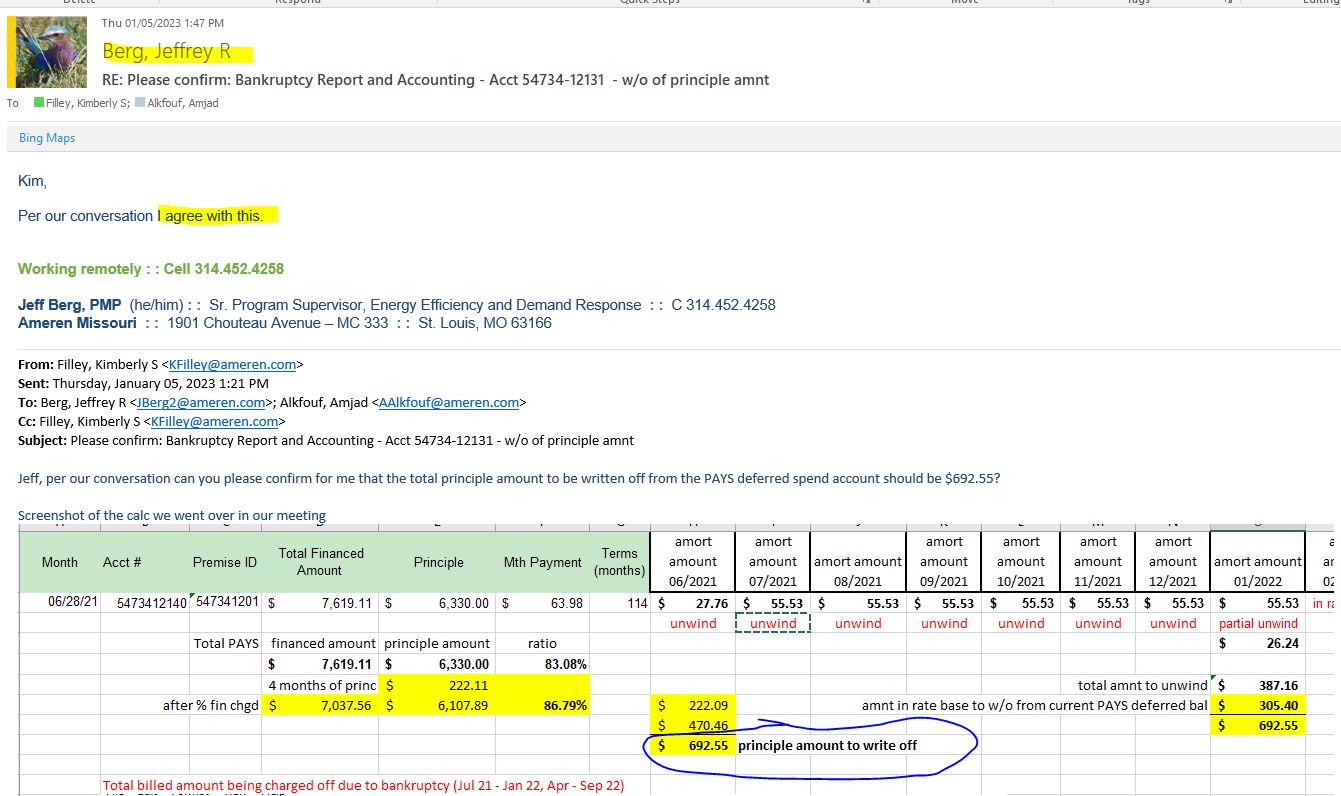 Thu 01/05/2023 1:47 PM
Berg, Jeffrey R
RE: Please confirm: Bankruptcy Report and Accounting - Acct 54734-12131 - w/o of principle amnt
To Filley, Kimberly S; Alkfouf, Amjad
Bing Maps
Kim,
Per our conversation I agree with this.
Working remotely : : Cell 314.452.4258
Jeff Berg, PMP (he/him) : : Sr. Program Supervisor, Energy Efficiency and Demand Response : : C 314.452.4258
Ameren Missouri : : 1901 Chouteau Avenue – MC 333 : : St. Louis, MO 63166
From: Filley, Kimberly S <KFilley@ameren.com>
Sent: Thursday, January 05, 2023 1:21 PM
To: Berg, Jeffrey R <JBerg2@ameren.com>; Alkfouf, Amjad <AAlkfouf@ameren.com>
Cc: Filley, Kimberly S <KFilley@ameren.com>
Subject: Please confirm: Bankruptcy Report and Accounting - Acct 54734-12131 - w/o of principle amnt
Jeff, per our conversation can you please confirm for me that the total principle amount to be written off from the PAYS deferred spend account should be $692.55?
Screenshot of the calc we went over in our meeting
Month Acct # Premise ID Total Financed Amount Principle Mth Payment Terms (months) amort amount 06/2021 amort amount 07/2021 amort amount 08/2021 amort amount 09/2021 amort amount 10/2021 amort amount 11/2021 amort amount 12/2021 amort amount 01/2022
06/28/21 5473412140 547341201 $ 7,619.11 $ 6,330.00 $ 63.98 114 $ 27.76 $ 55.53 $ 55.53 $ 55.53 $ 55.53 $ 55.53 $ 55.53 $ 55.53
unwind unwind unwind unwind unwind unwind unwind partial unwind
Total PAYS financed amount principle amount ratio $ 26.24
$ 7,619.11 $ 6,330.00 83.08%
4 months of princ $ 222.11 total amnt to unwind $ 387.16
after % fin chgd $ 7,037.56 $ 6,107.89 86.79% $ 222.09 amnt in rate base to w/o from current PAYS deferred bal $ 305.40
$ 470.46 $ 692.55
$ 692.55 principle amount to write off
Total billed amount being charged off due to bankruptcy (Jul 21 - Jan 22, Apr - Sep 22)